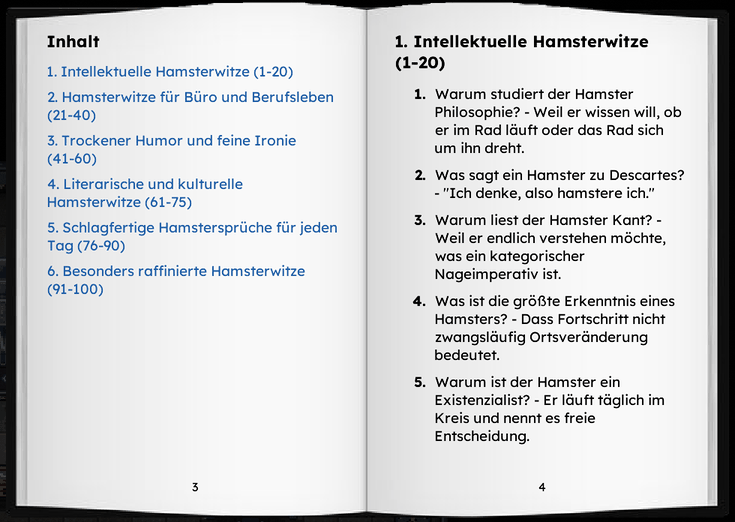 Inhalt
1. Intellektuelle Hamsterwitze (1-20)
2. Hamsterwitze für Büro und Berufsleben
(21-40)
3. Trockener Humor und feine Ironie
(41-60)
4. Literarische und kulturelle
Hamsterwitze (61-75)
5. Schlagfertige Hamstersprüche für jeden
Tag (76-90)
6. Besonders raffinierte Hamsterwitze
(91-100)
3
1. Intellektuelle Hamsterwitze
(1-20)
1. Warum studiert der Hamster
Philosophie? - Weil er wissen will, ob
er im Rad läuft oder das Rad sich
um ihn dreht.
2. Was sagt ein Hamster zu Descartes?
- "Ich denke, also hamstere ich."
3. Warum liest der Hamster Kant? -
Weil er endlich verstehen möchte,
was ein kategorischer
Nageimperativ ist.
4. Was ist die größte Erkenntnis eines
Hamsters? - Dass Fortschritt nicht
zwangsläufig Ortsveränderung
bedeutet.
5. Warum ist der Hamster ein
Existenzialist? - Er läuft täglich im
Kreis und nennt es freie
Entscheidung.
4